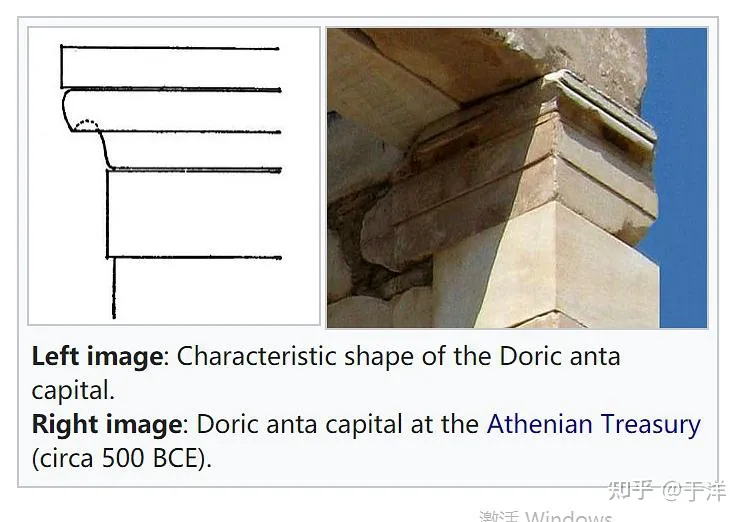 Left image: Characteristic shape of the Doric anta
capital.
Right image: Doric anta capital at the Athenian Treasury
(circa 500 BCE).
知乎 @于洋
激活 Windows